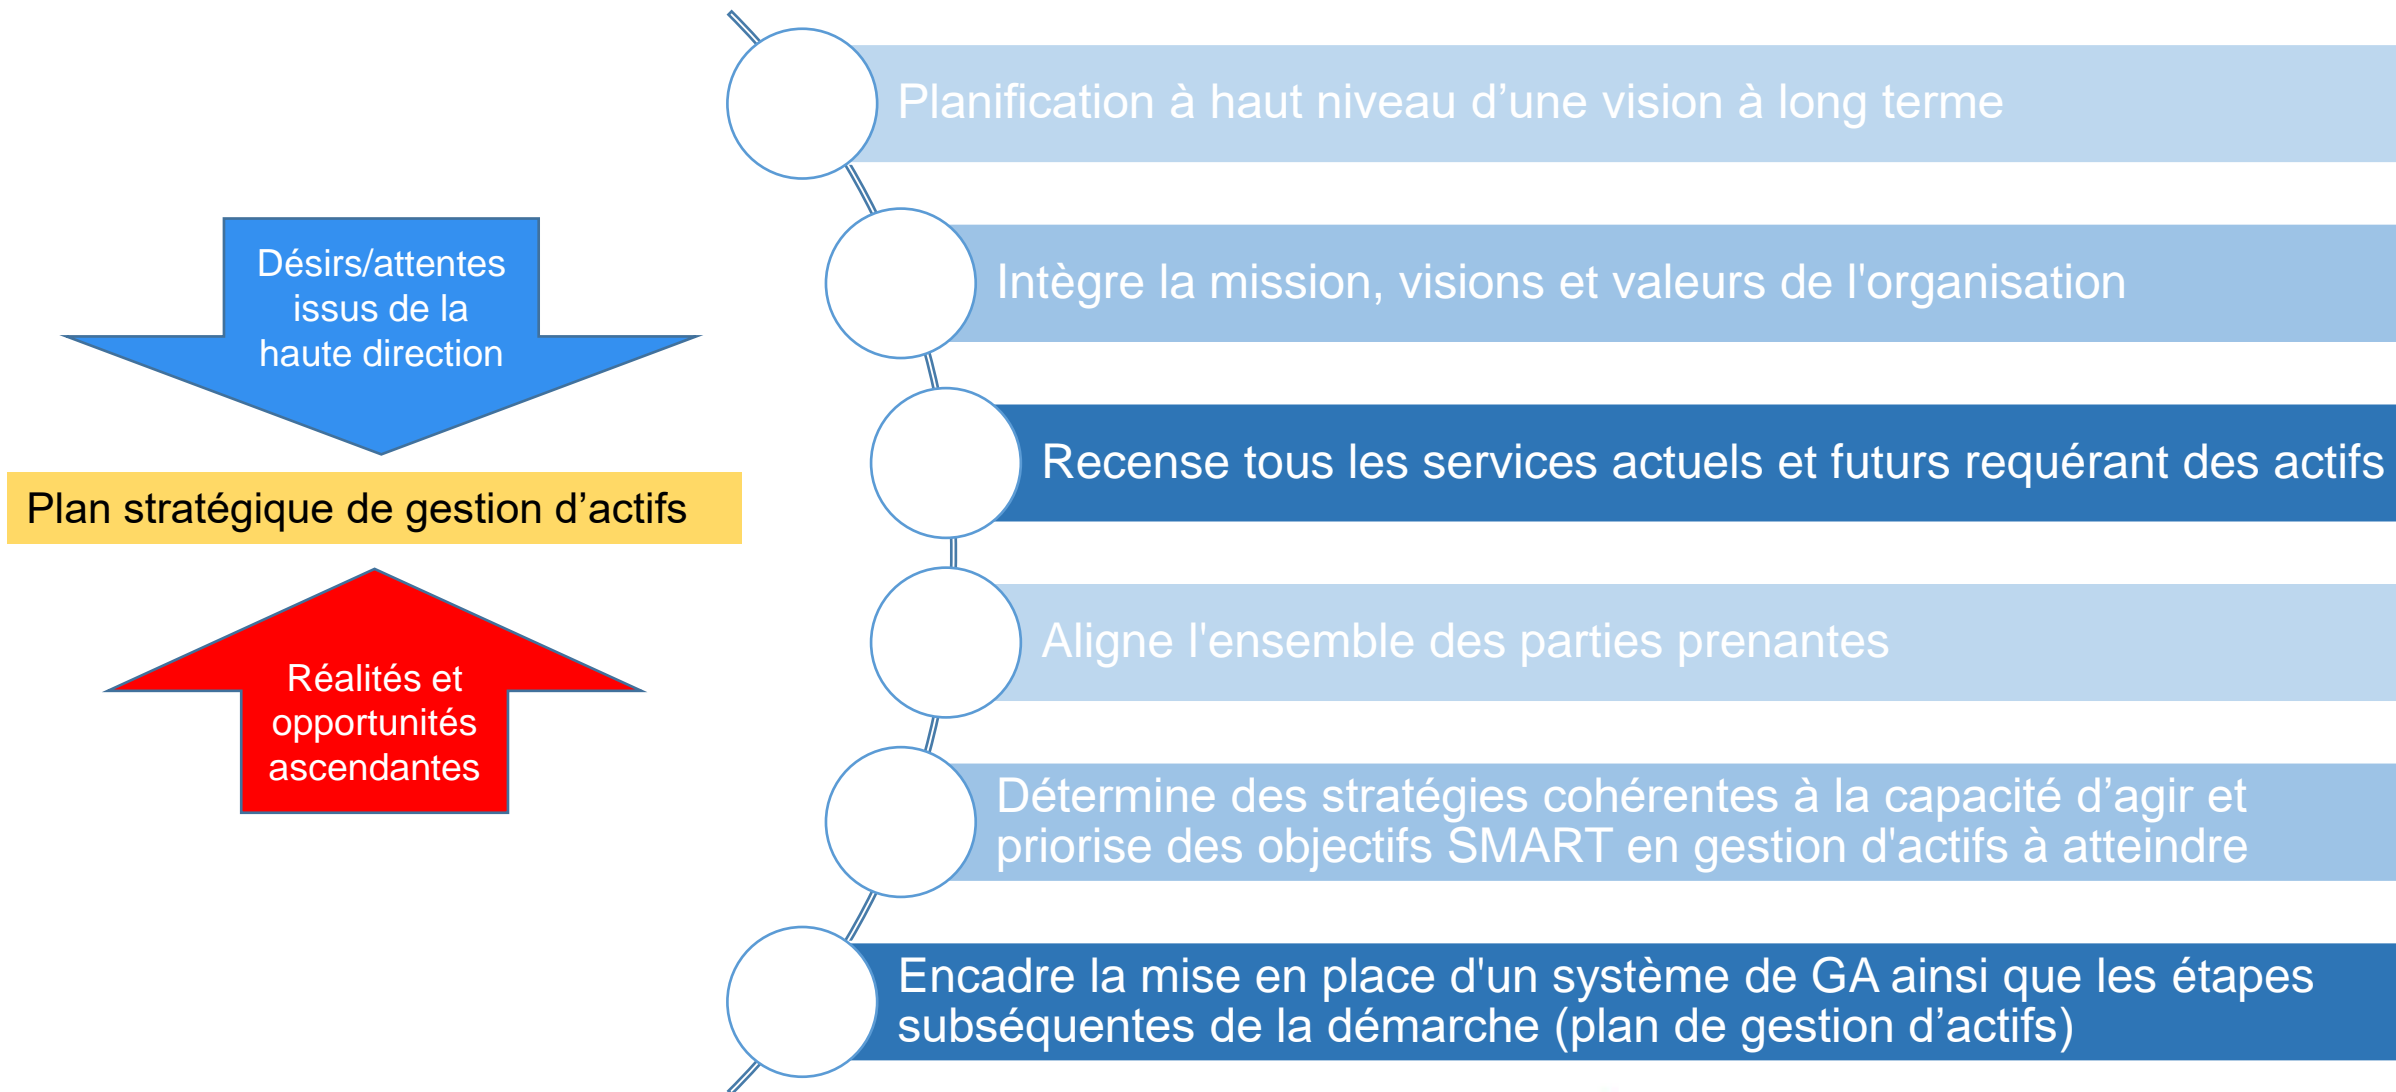 Désirs/attentes
issus de la
haute direction
Plan stratégique de gestion d’actifs
Réalités et
opportunités
ascendantes
Planification à haut niveau d’une vision à long terme
Intègre la mission, visions et valeurs de l'organisation
Recense tous les services actuels et futurs requérant des actifs
Aligne l'ensemble des parties prenantes
Détermine des stratégies cohérentes à la capacité d’agir et
priorise des objectifs SMART en gestion d'actifs à atteindre
Encadre la mise en place d'un système de GA ainsi que les étapes
subséquentes de la démarche (plan de gestion d’actifs)